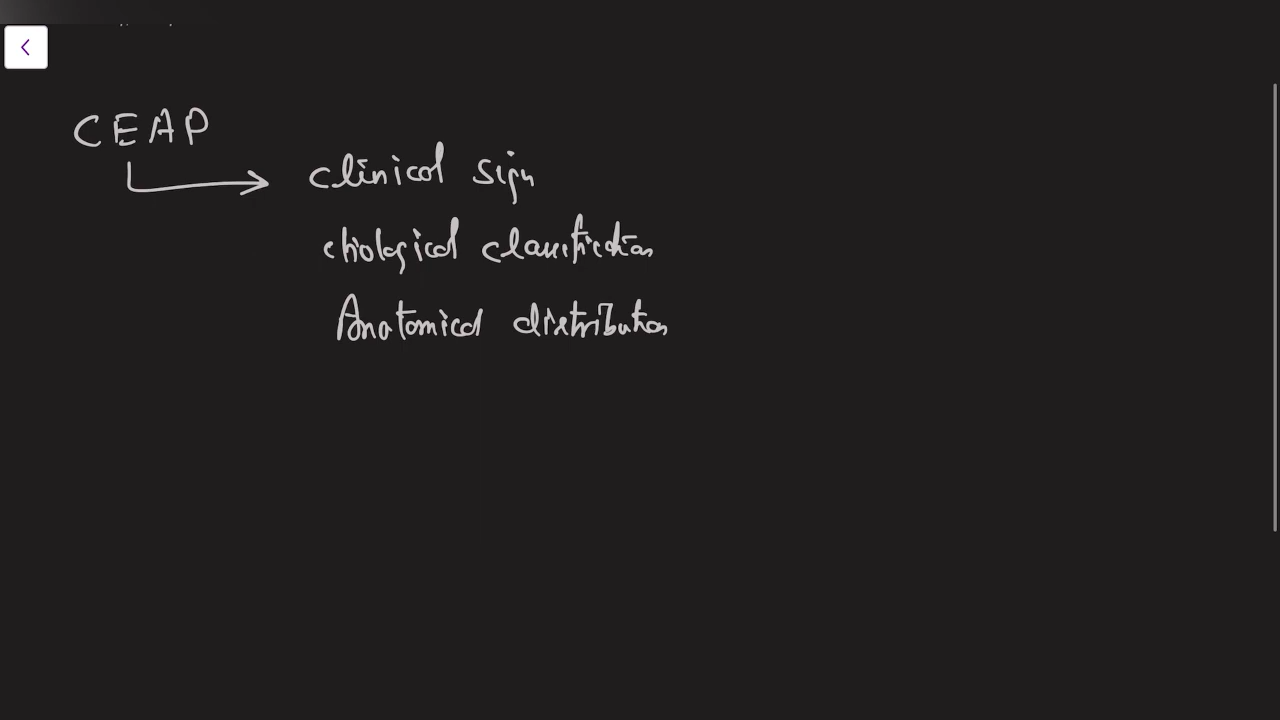 CEAP
clinical sign
etiological classification
Anatomical distribution